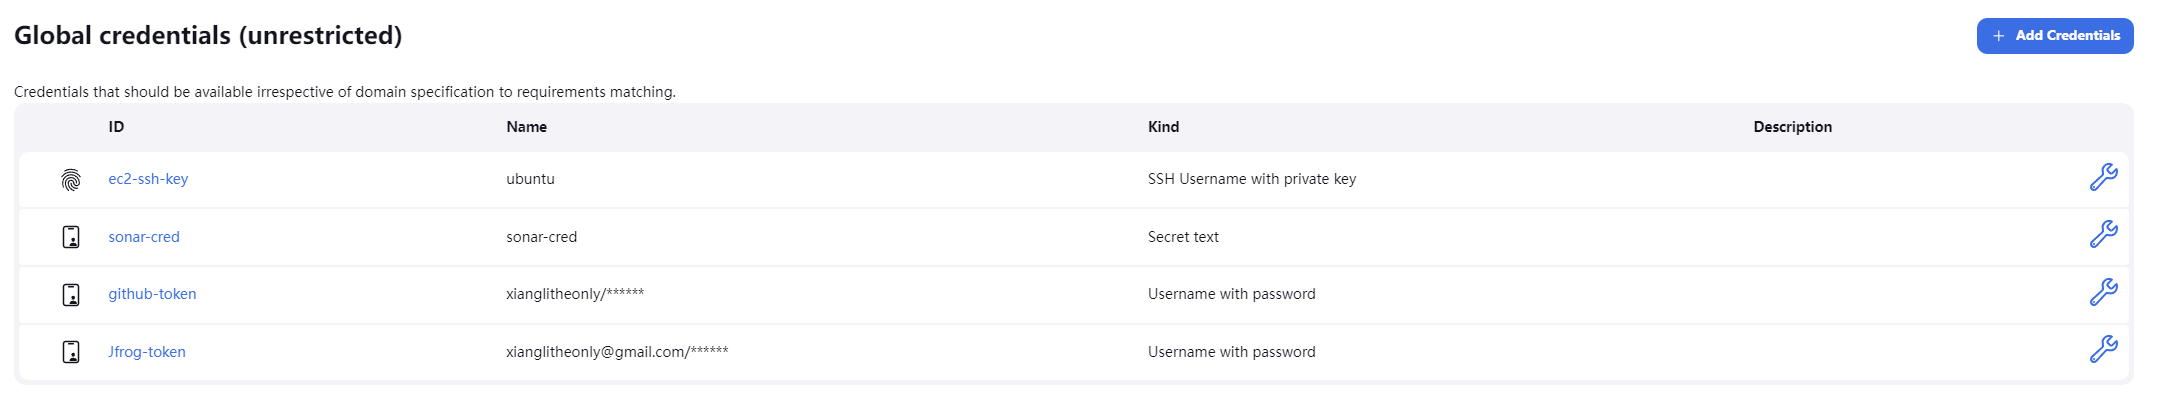 Global credentials (unrestricted)
+ Add Credentials
Credentials that should be available irrespective of domain specification to requirements matching.
ID Name Kind Description
ec2-ssh-key ubuntu SSH Username with private key
sonar-cred sonar-cred Secret text
github-token xianglitheonly/****** Username with password
Jfrog-token xianglitheonly@gmail.com/****** Username with password